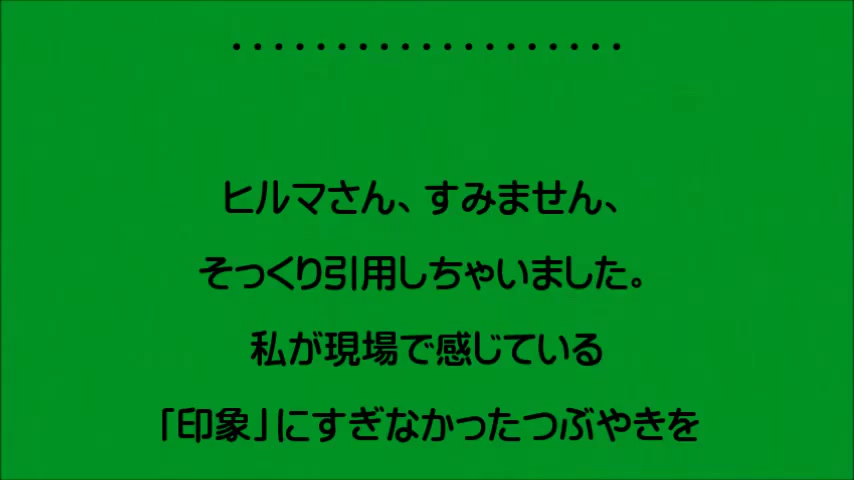 ...................
ヒルマさん、すみません、
そっくり引用しちゃいました。
私が現場で感じている
「印象」にすぎなかったつぶやきを